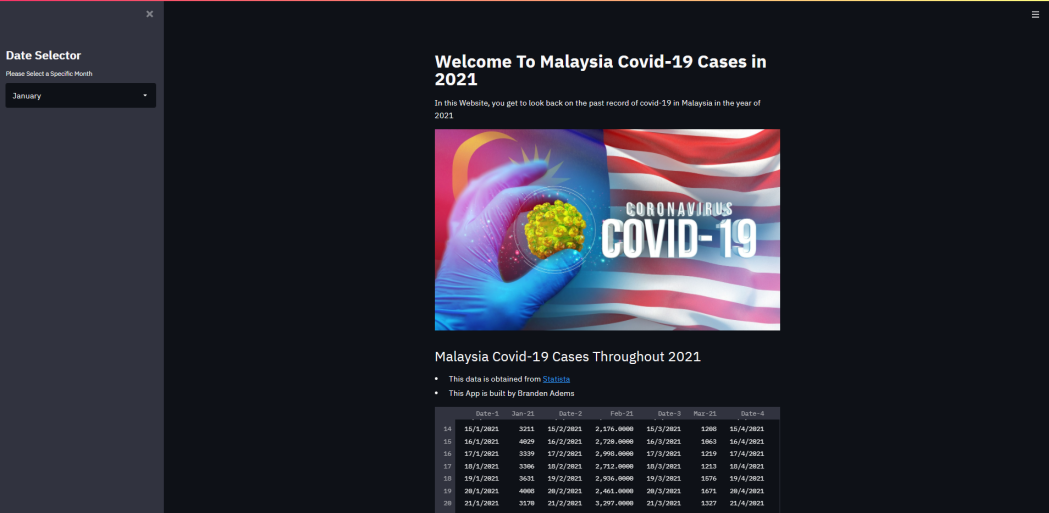 ×
Date Selector
Please Select a Specific Month
January
Welcome To Malaysia Covid-19 Cases in
2021
In this Website, you get to look back on the past record of covid-19 in Malaysia in the year of
2021
CORONAVIRUS
COVID-19
Malaysia Covid-19 Cases Throughout 2021
• This data is obtained from Statista
• This App is built by Branden Adems
Date-1 Jan-21 Date-2 Feb-21 Date-3 Mar-21 Date-4
14 15/1/2021 3211 15/2/2021 2,176.0000 15/3/2021 1208 15/4/2021
15 16/1/2021 4029 16/2/2021 2,720.0000 16/3/2021 1063 16/4/2021
16 17/1/2021 3339 17/2/2021 2,998.0000 17/3/2021 1219 17/4/2021
17 18/1/2021 3306 18/2/2021 2,712.0000 18/3/2021 1213 18/4/2021
18 19/1/2021 3631 19/2/2021 2,936.0000 19/3/2021 1576 19/4/2021
19 20/1/2021 4008 20/2/2021 2,461.0000 20/3/2021 1671 20/4/2021
20 21/1/2021 3170 21/2/2021 3,297.0000 21/3/2021 1327 21/4/2021